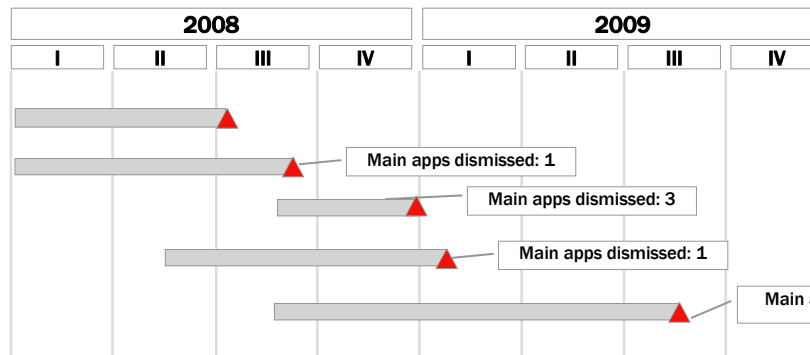 2008 2009
I II III IV I II III IV
Main apps dismissed: 1
Main apps dismissed: 3
Main apps dismissed: 1
Main